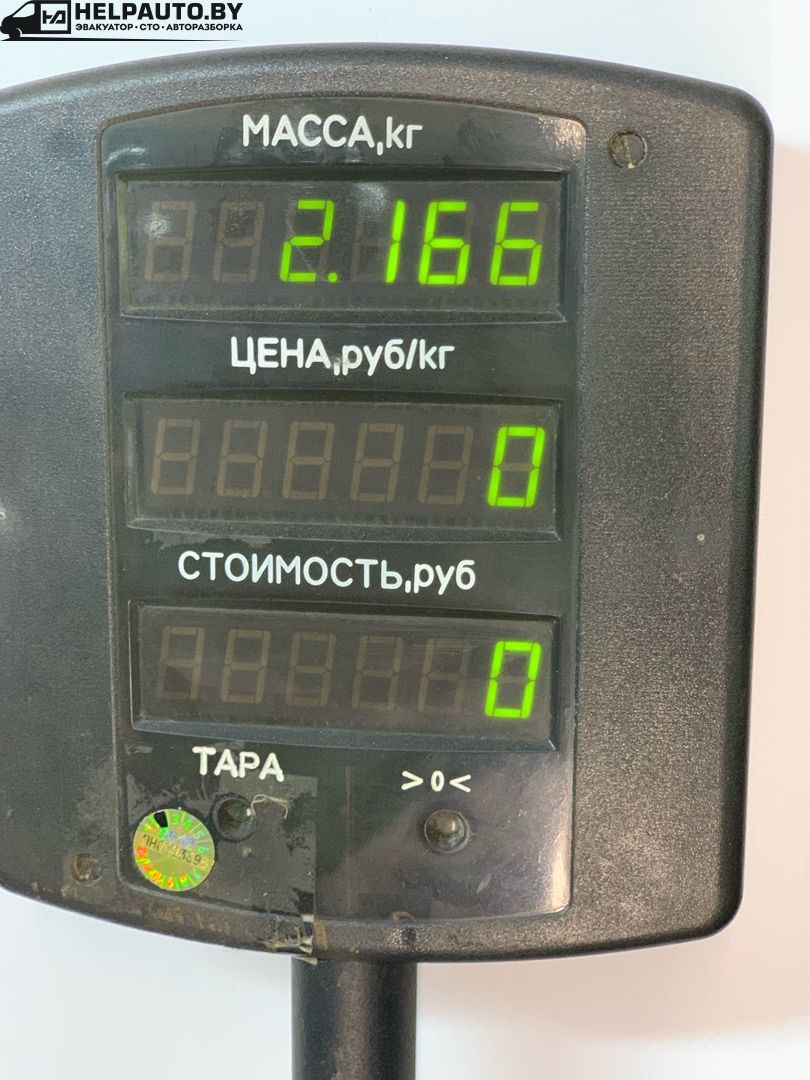 HELPAUTO.BY
ЭВАКУАТОР • СТО • АВТОРАЗБОРКА
МАССА,кг
2.166
ЦЕНА,руб/кг
0
СТОИМОСТЬ,руб
0
ТАРА
>0<